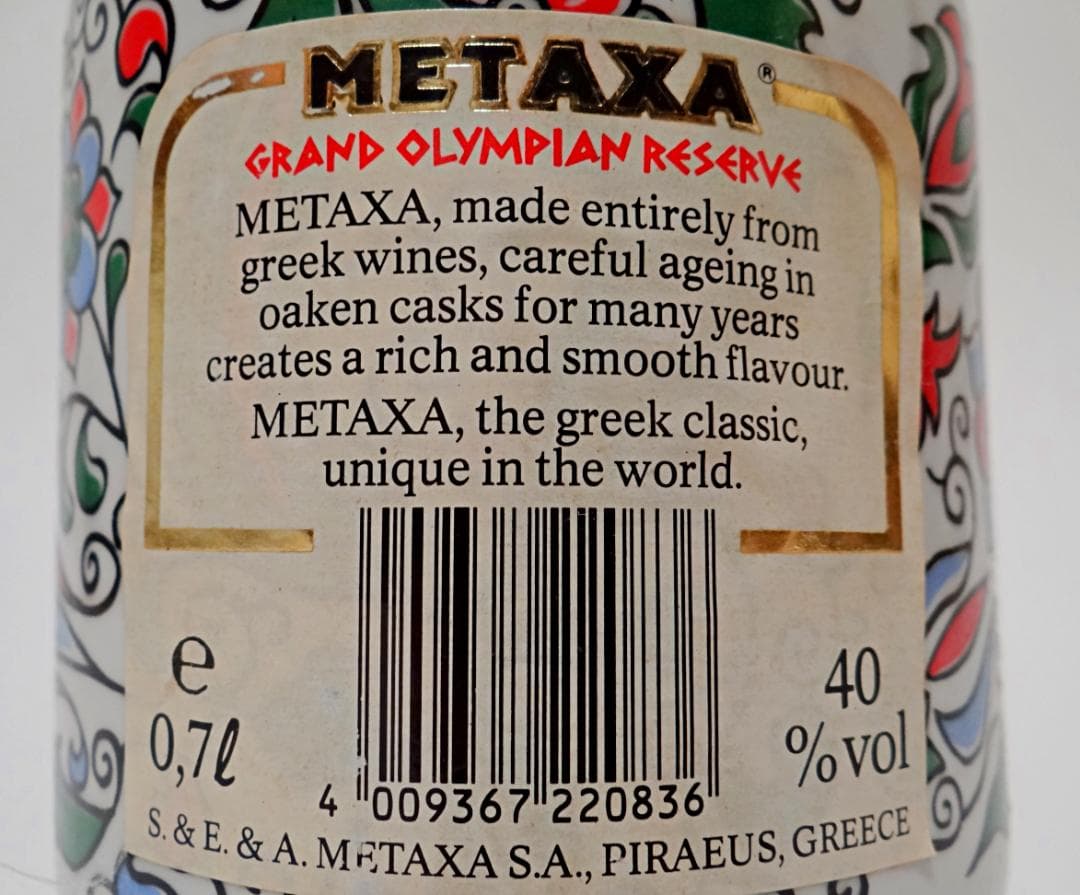 METAXA®
GRAND OLYMPIAN RESERVE
METAXA, made entirely from
greek wines, careful ageing in
oaken casks for many years
creates a rich and smooth flavour.
METAXA, the greek classic,
unique in the world.
e
0,7ℓ
40
% vol
4 009367 220836
S. & E. & A. METAXA S.A., PIRAEUS, GREECE